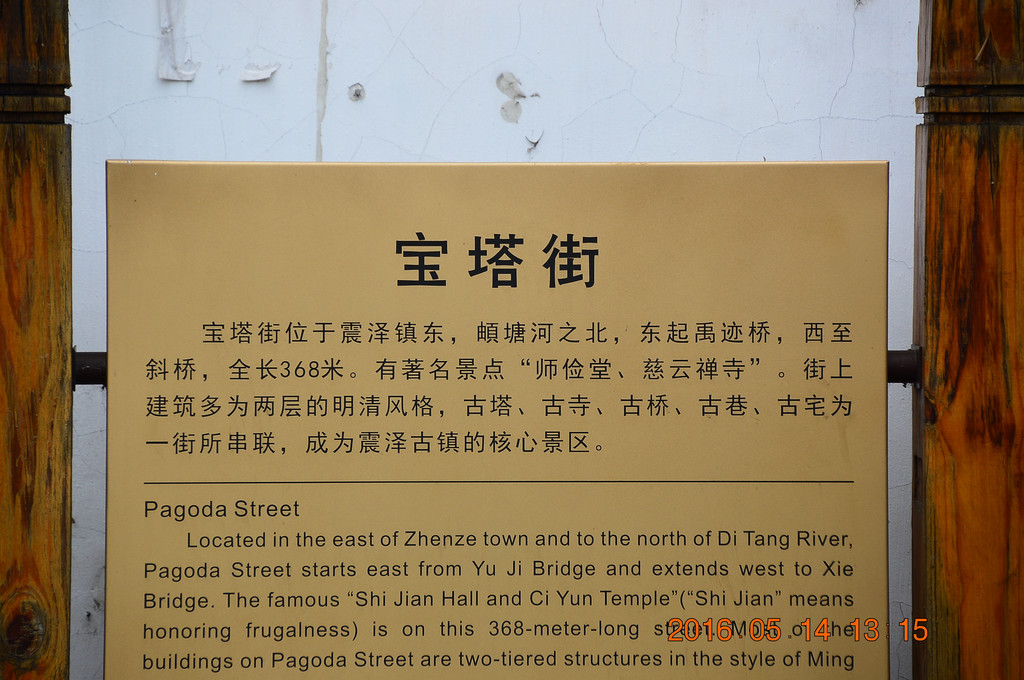 宝塔街
宝塔街位于震泽镇东，頔塘河之北，东起禹迹桥，西至
斜桥，全长368米。有著名景点“师俭堂、慈云禅寺”。街上
建筑多为两层的明清风格，古塔、古寺、古桥、古巷、古宅为
一街所串联，成为震泽古镇的核心景区。
Pagoda Street
Located in the east of Zhenze town and to the north of Di Tang River,
Pagoda Street starts east from Yu Ji Bridge and extends west to Xie
Bridge. The famous “Shi Jian Hall and Ci Yun Temple”(“Shi Jian” means
honoring frugalness) is on this 368-meter-long street. Most of the
buildings on Pagoda Street are two-tiered structures in the style of Ming
2016.05.14 13:15